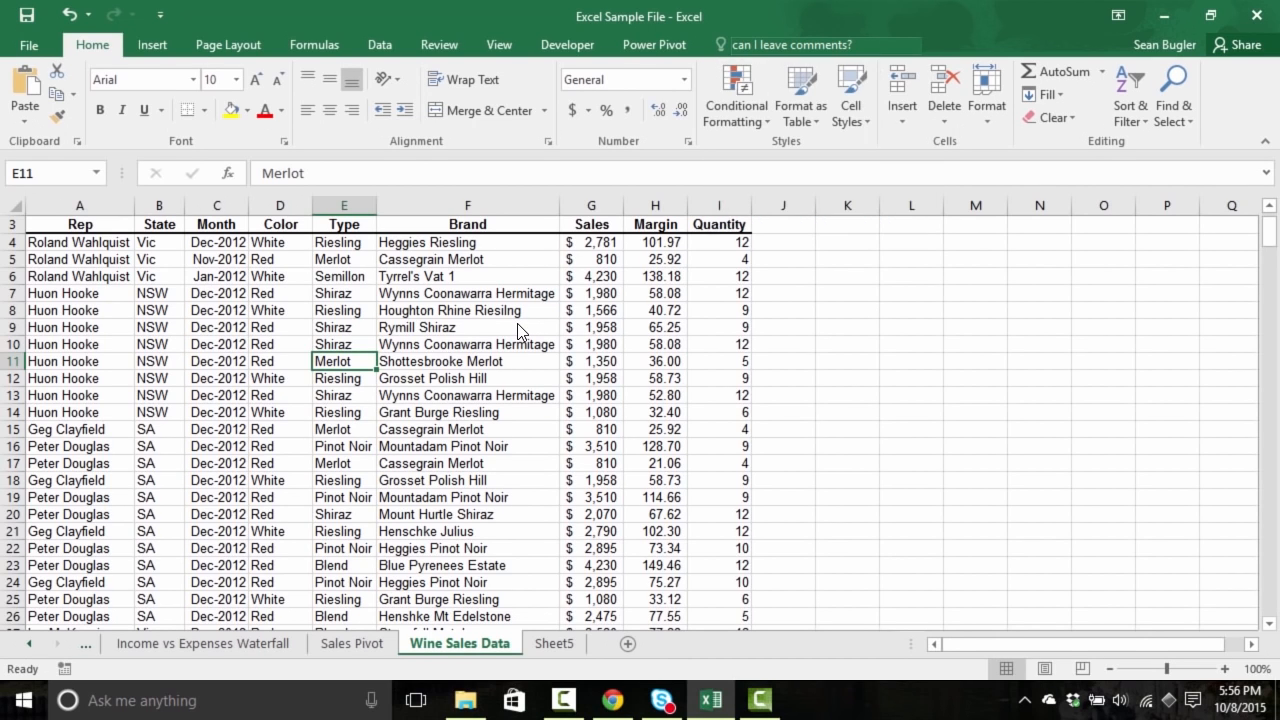 Excel Sample File - Excel
File Home Insert Page Layout Formulas Data Review View Developer Power Pivot can I leave comments? Sean Bugler Share
Paste Arial 10 A A Wrap Text General Conditional Formatting Format as Table Cell Styles Insert Delete Format AutoSum Fill Clear Sort & Filter Find & Select
B I U A Merge & Center $ % ,
Clipboard Font Alignment Number Styles Cells Editing
E11 fx Merlot
A B C D E F G H I J K L M N O P Q
3 Rep State Month Color Type Brand Sales Margin Quantity
4 Roland Wahlquist Vic Dec-2012 White Riesling Heggies Riesling $ 2,781 101.97 12
5 Roland Wahlquist Vic Nov-2012 Red Merlot Cassegrain Merlot $ 810 25.92 4
6 Roland Wahlquist Vic Jan-2012 White Semillon Tyrrel's Vat 1 $ 4,230 138.18 12
7 Huon Hooke NSW Dec-2012 Red Shiraz Wynns Coonawarra Hermitage $ 1,980 58.08 12
8 Huon Hooke NSW Dec-2012 White Riesling Houghton Rhine Riesilng $ 1,566 40.72 9
9 Huon Hooke NSW Dec-2012 Red Shiraz Rymill Shiraz $ 1,958 65.25 9
10 Huon Hooke NSW Dec-2012 Red Shiraz Wynns Coonawarra Hermitage $ 1,980 58.08 12
11 Huon Hooke NSW Dec-2012 Red Merlot Shottesbrooke Merlot $ 1,350 36.00 5
12 Huon Hooke NSW Dec-2012 White Riesling Grosset Polish Hill $ 1,958 58.73 9
13 Huon Hooke NSW Dec-2012 Red Shiraz Wynns Coonawarra Hermitage $ 1,980 52.80 12
14 Huon Hooke NSW Dec-2012 White Riesling Grant Burge Riesling $ 1,080 32.40 6
15 Geg Clayfield SA Dec-2012 Red Merlot Cassegrain Merlot $ 810 25.92 4
16 Peter Douglas SA Dec-2012 Red Pinot Noir Mountadam Pinot Noir $ 3,510 128.70 9
17 Peter Douglas SA Dec-2012 Red Merlot Cassegrain Merlot $ 810 21.06 4
18 Geg Clayfield SA Dec-2012 White Riesling Grosset Polish Hill $ 1,958 58.73 9
19 Peter Douglas SA Dec-2012 Red Pinot Noir Mountadam Pinot Noir $ 3,510 114.66 9
20 Peter Douglas SA Dec-2012 Red Shiraz Mount Hurtle Shiraz $ 2,070 67.62 12
21 Geg Clayfield SA Dec-2012 White Riesling Henschke Julius $ 2,790 102.30 12
22 Peter Douglas SA Dec-2012 Red Pinot Noir Heggies Pinot Noir $ 2,895 73.34 10
23 Peter Douglas SA Dec-2012 Red Blend Blue Pyrenees Estate $ 4,230 149.46 12
24 Geg Clayfield SA Dec-2012 Red Pinot Noir Heggies Pinot Noir $ 2,895 75.27 10
25 Peter Douglas SA Dec-2012 White Riesling Grant Burge Riesling $ 1,080 33.12 6
26 Peter Douglas SA Dec-2012 Red Blend Henshke Mt Edelstone $ 2,475 77.55 5
... Income vs Expenses Waterfall Sales Pivot Wine Sales Data Sheet5
Ready 100%
Ask me anything 5:56 PM
10/8/2015